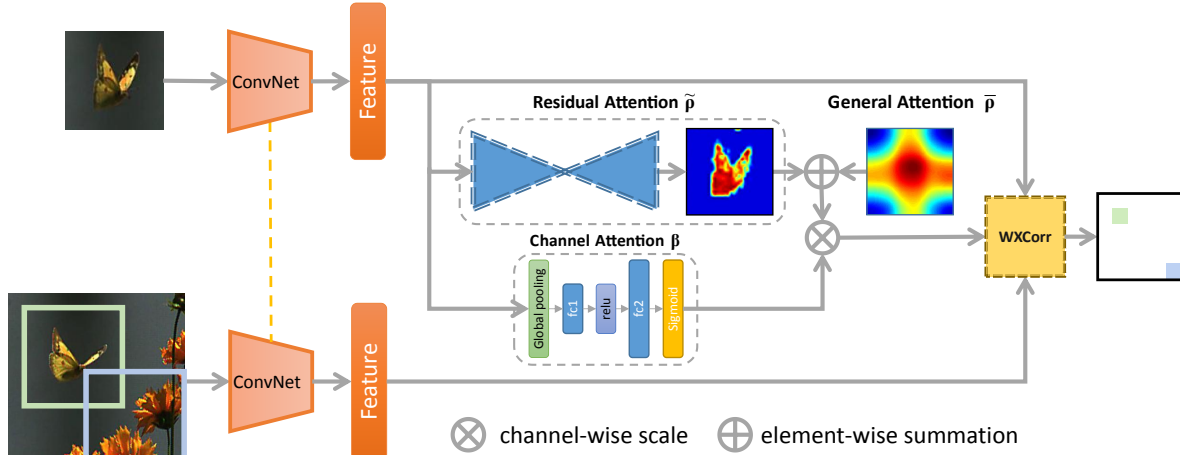 ConvNet
Feature
Residual Attention ρ̃
General Attention ρ̄
Channel Attention β
Global pooling
fc1
relu
fc2
Sigmoid
WXCorr
ConvNet
Feature
channel-wise scale
element-wise summation